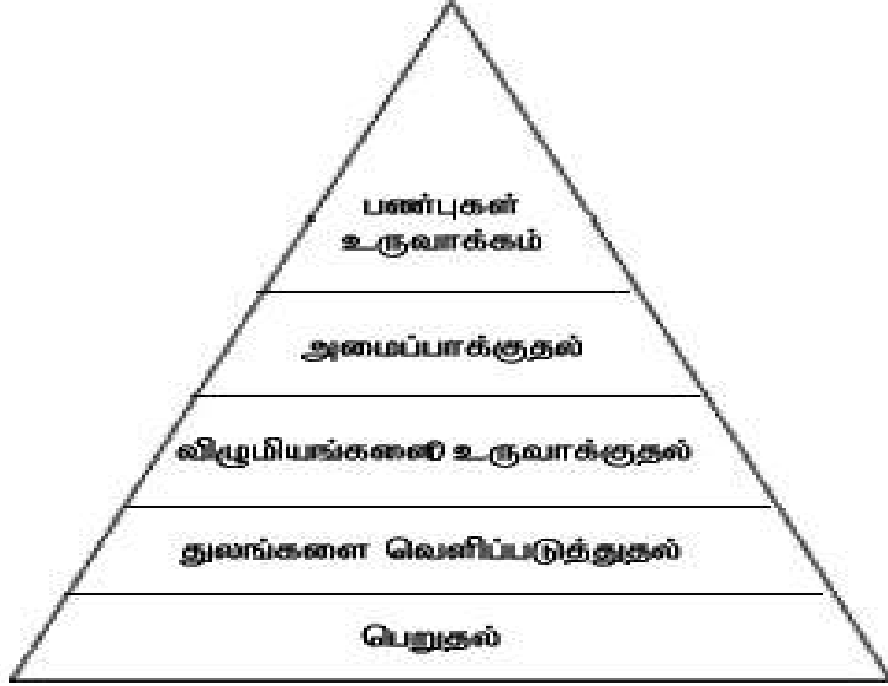 பண்புகள்
உருவாக்கம்
அமைப்பாக்குதல்
விழுமியங்களை உருவாக்குதல்
துலங்களை வெளிப்படுத்துதல்
பெறுதல்